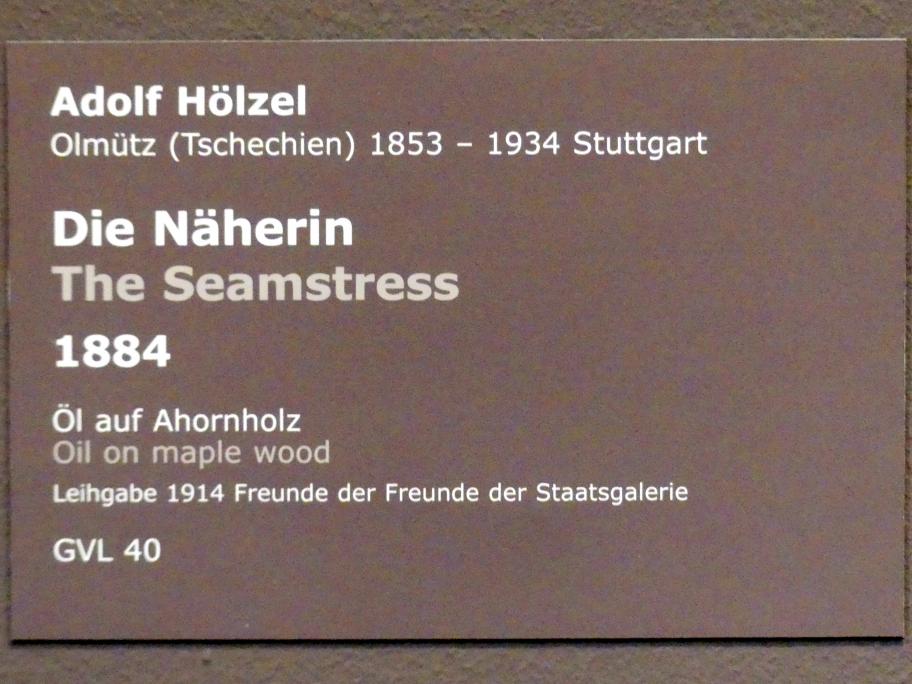 Adolf Hölzel
Olmütz (Tschechien) 1853 – 1934 Stuttgart
Die Näherin
The Seamstress
1884
Öl auf Ahornholz
Oil on maple wood
Leihgabe 1914 Freunde der Freunde der Staatsgalerie
GVL 40